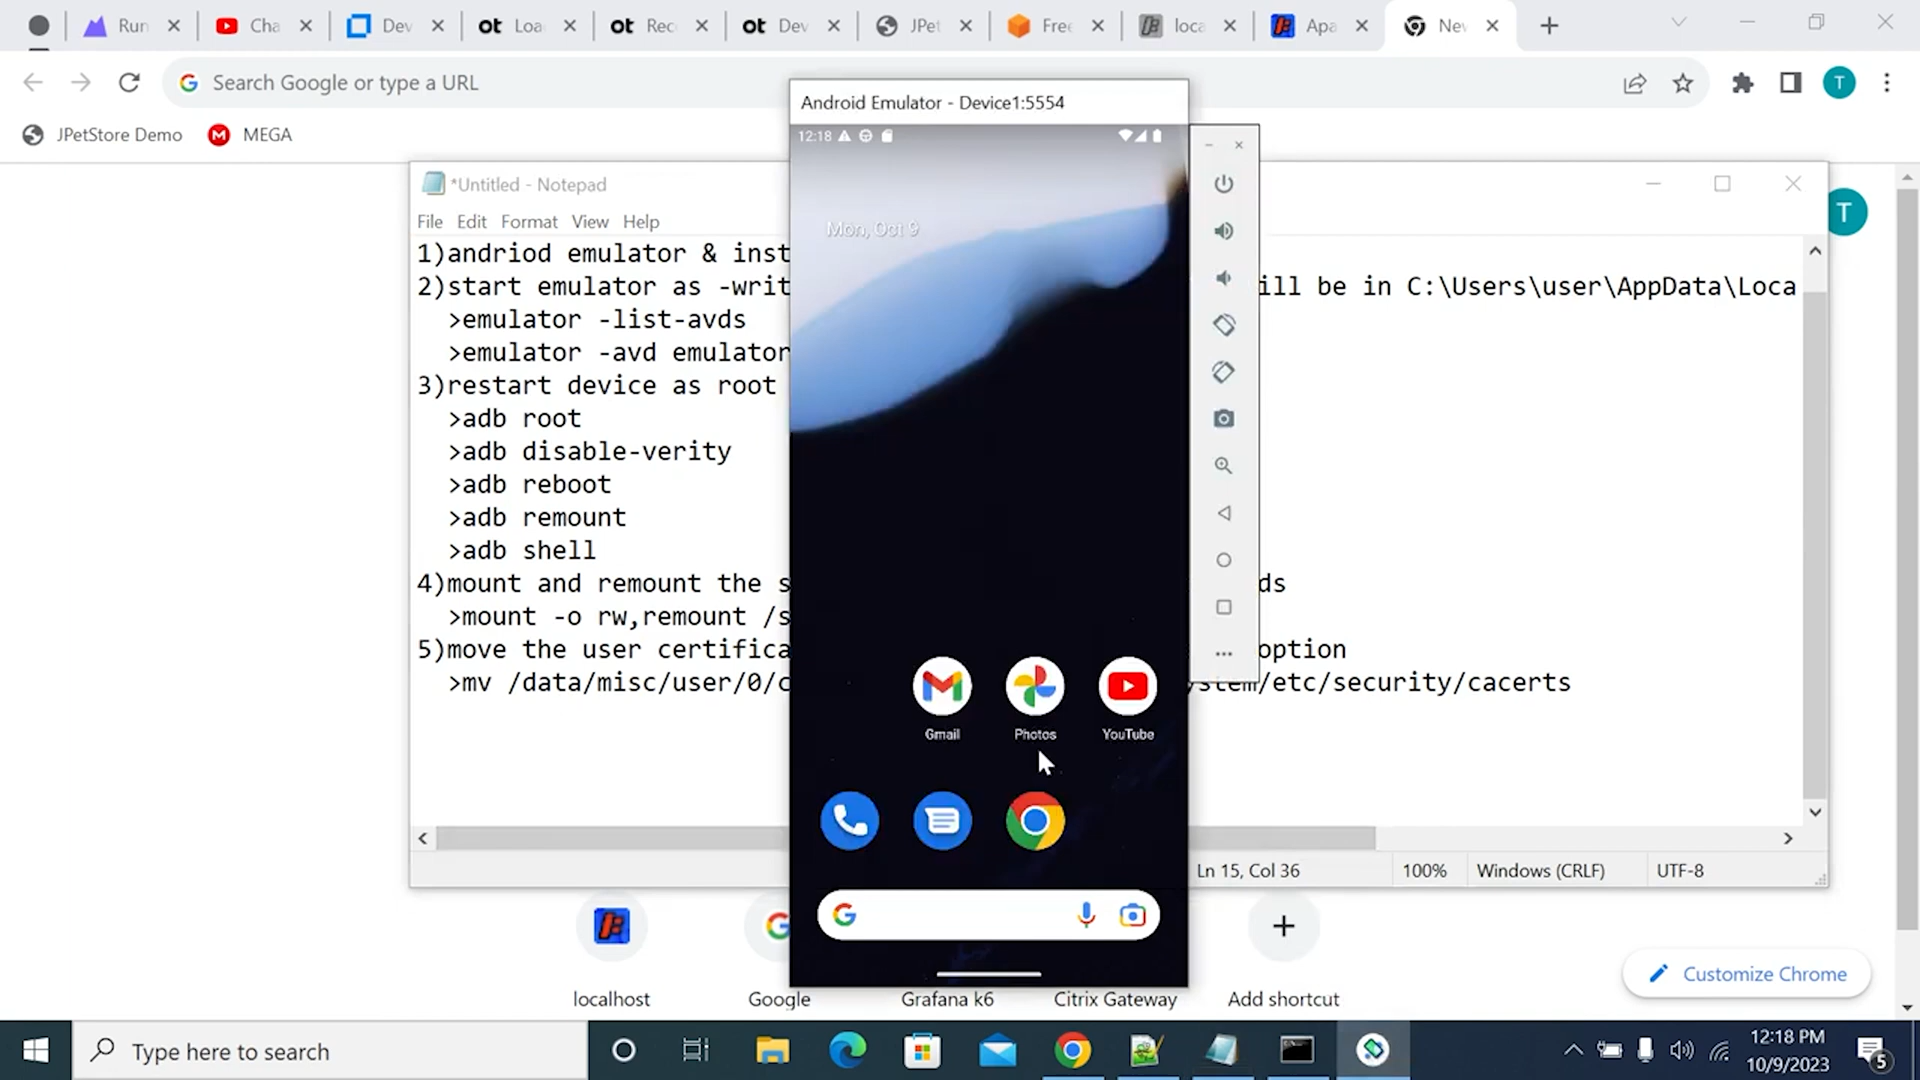 Run
Cha
Dev
Loa
Rec
Dev
JPet
Free
loca
Apa
Nev
Search Google or type a URL
T
JPetStore Demo
MEGA
Android Emulator - Device1:5554
12:18
Mon, Oct 9
*Untitled - Notepad
T
File Edit Format View Help
1)andriod emulator & inst
2)start emulator as -writ ill be in C:\Users\user\AppData\Loca
>emulator -list-avds
>emulator -avd emulator
3)restart device as root
>adb root
>adb disable-verity
>adb reboot
>adb remount
>adb shell
4)mount and remount the s ds
>mount -o rw,remount /s
5)move the user certifica option
>mv /data/misc/user/0/c ystem/etc/security/cacerts
Gmail
Photos
YouTube
Ln 15, Col 36
100%
Windows (CRLF)
UTF-8
localhost
Google
Grafana k6
Citrix Gateway
Add shortcut
Customize Chrome
Type here to search
12:18 PM
10/9/2023
5